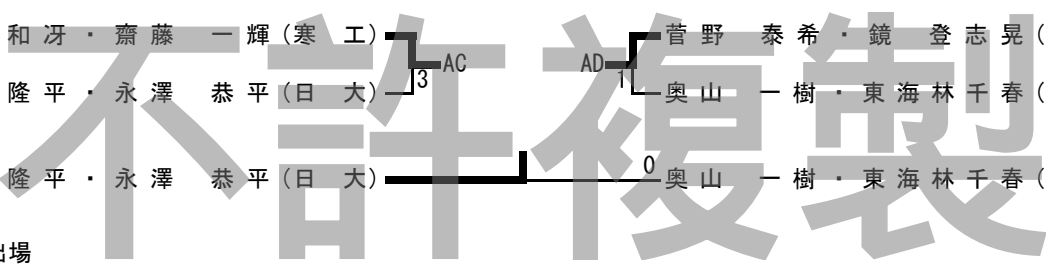 和冴・齋藤 一輝(寒 工) AC AD 菅野 泰希・鏡 登志晃(
3 1
隆平・永澤 恭平(日 大) 奥山 一樹・東海林千春(
隆平・永澤 恭平(日 大) 0 奥山 一樹・東海林千春(
出場
不許複製